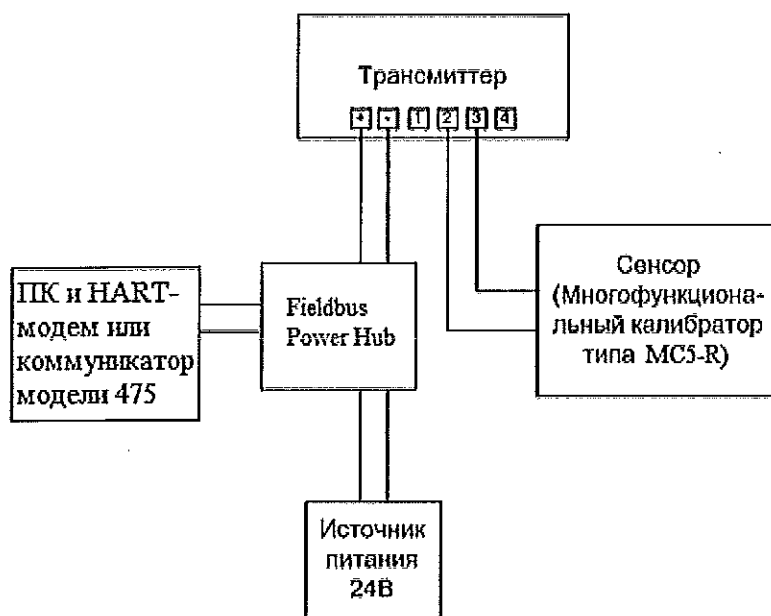 Трансмиттер
+ - 1 2 3 4
ПК и HART-
модем или
коммуникатор
модели 475
Fieldbus
Power Hub
Сенсор
(Многофункциона-
льный калибратор
типа МС5-R)
Источник
питания
24В